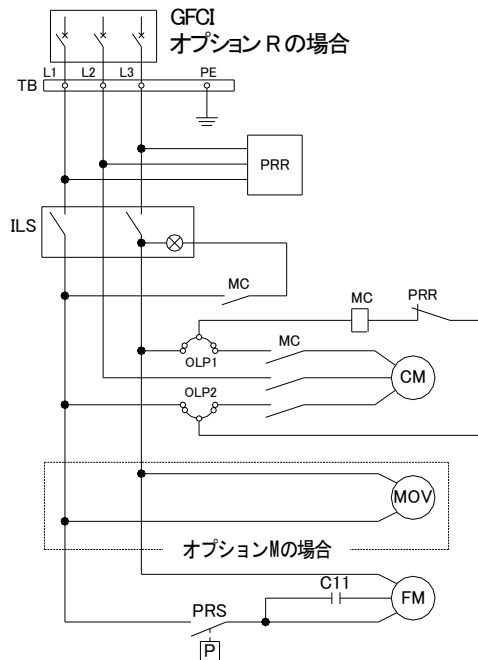 GFCI
オプションRの場合
L1 L2 L3 PE
TB
PRR
ILS
MC
MC PRR
MC
OLP1
CM
OLP2
MOV
オプションMの場合
C11
FM
PRS
P